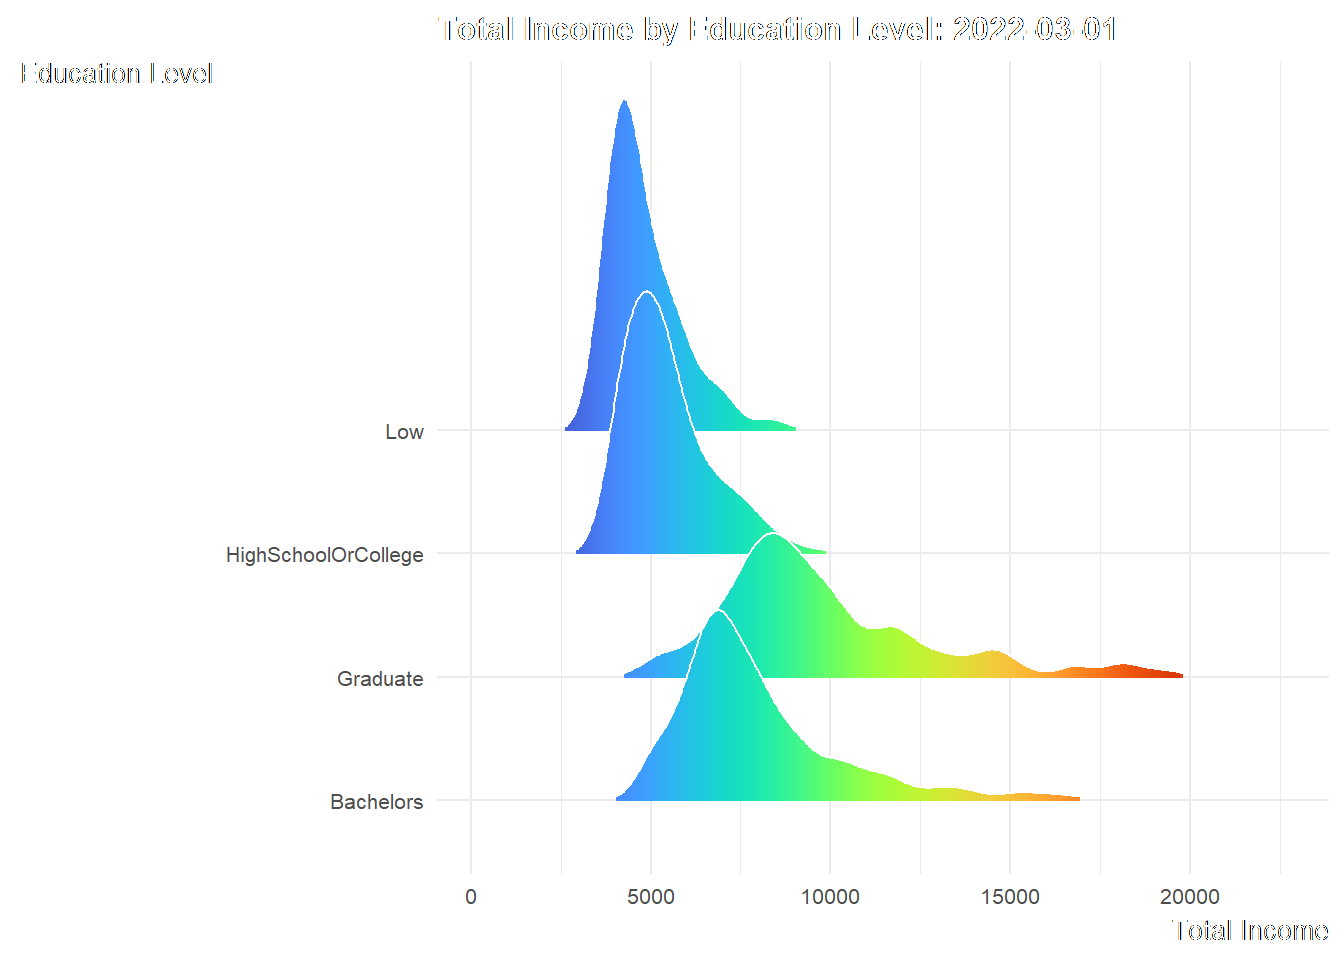 Total Income by Education Level: 2022-03-01
Education Level
Low
HighSchoolOrCollege
Graduate
Bachelors
0 5000 10000 15000 20000
Total Income